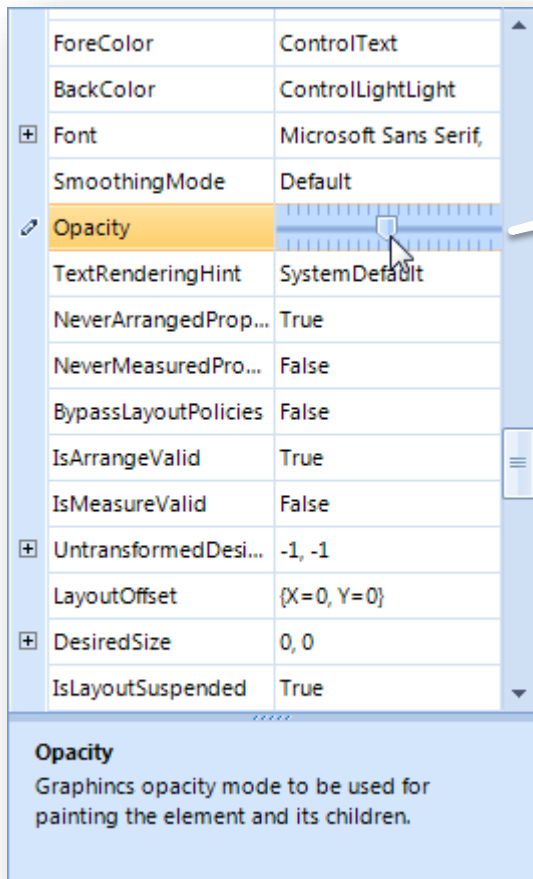 ForeColor ControlText
BackColor ControlLightLight
Font Microsoft Sans Serif,
SmoothingMode Default
Opacity
TextRenderingHint SystemDefault
NeverArrangedProp... True
NeverMeasuredPro... False
BypassLayoutPolicies False
IsArrangeValid True
IsMeasureValid False
UntransformedDesi... -1, -1
LayoutOffset {X=0, Y=0}
DesiredSize 0, 0
IsLayoutSuspended True
Opacity
Graphincs opacity mode to be used for
painting the element and its children.